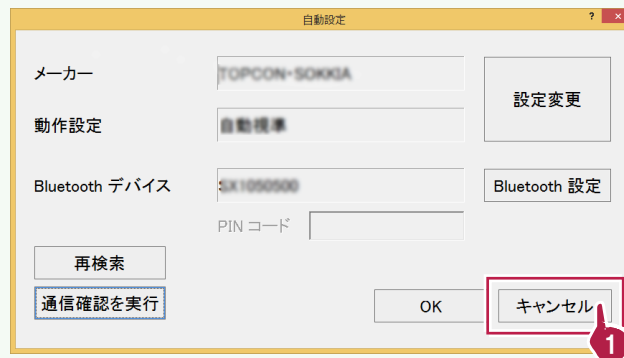 自動設定
? ×
メーカー
TOPCON・SOKKIA
設定変更
動作設定
自動視準
Bluetooth デバイス
SX1050500
Bluetooth 設定
PIN コード
再検索
通信確認を実行
OK
キャンセル
1